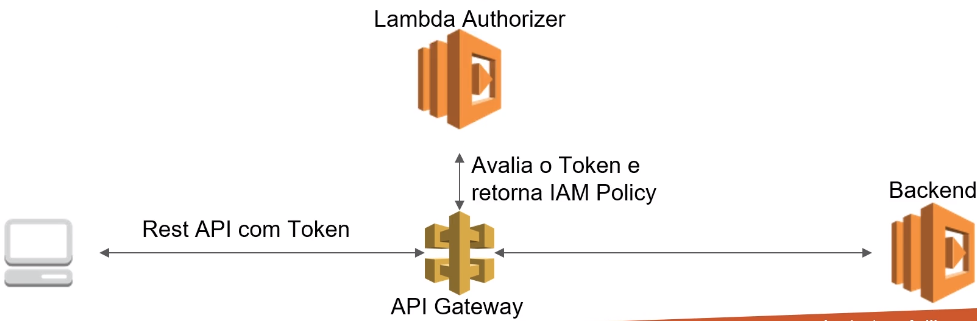 Lambda Authorizer
Avalia o Token e
retorna IAM Policy
Backend
Rest API com Token
API Gateway